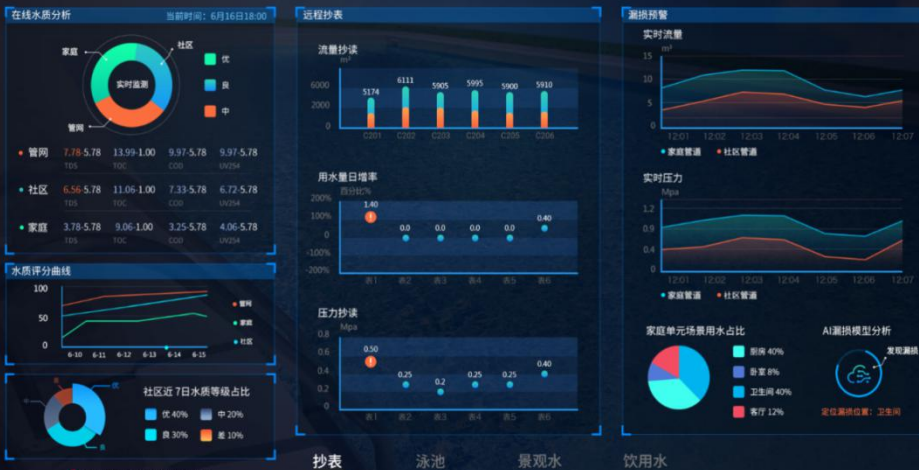 在线水质分析
当前时间：6月16日18:00
家庭
社区
管网
实时监测
优
良
中
管网 7.78-5.78 13.99-1.00 9.97-5.78 9.97-5.78
TDS TOC COD UV254
社区 6.56-5.78 11.06-1.00 7.33-5.78 6.72-5.78
TDS TOC COD UV254
家庭 3.78-5.78 9.06-1.00 3.25-5.78 4.06-5.78
TDS TOC COD UV254
水质评分曲线
100
50
0
6-10 6-11 6-12 6-13 6-14 6-15
管网
家庭
社区
优
良
中
差
社区近 7日水质等级占比
优 40% 中 20%
良 30% 差 10%
远程抄表
流量抄读
m³
6000
2000
0
5174 6111 5905 5995 5900 5910
C201 C202 C203 C204 C205 C206
用水量日增率
百分比%
200%
100%
0
-100%
-200%
1.40 0.0 0.0 0.0 0.0 0.40
表1 表2 表3 表4 表5 表6
压力抄读
Mpa
0.8
0.6
0.4
0.2
0
0.50 0.25 0.2 0.25 0.25 0.40
表1 表2 表3 表4 表5 表6
漏损预警
实时流量
m³
15
10
5
0
12:01 12:02 12:03 12:04 12:05 12:06 12:07
家庭管道 社区管道
实时压力
Mpa
1.2
0.9
0.4
0
12:01 12:02 12:03 12:04 12:05 12:06 12:07
家庭管道 社区管道
家庭单元场景用水占比
厨房 40%
卧室 8%
卫生间 40%
客厅 12%
AI漏损模型分析
发现漏损
定位漏损位置：卫生间
抄表 泳池 景观水 饮用水